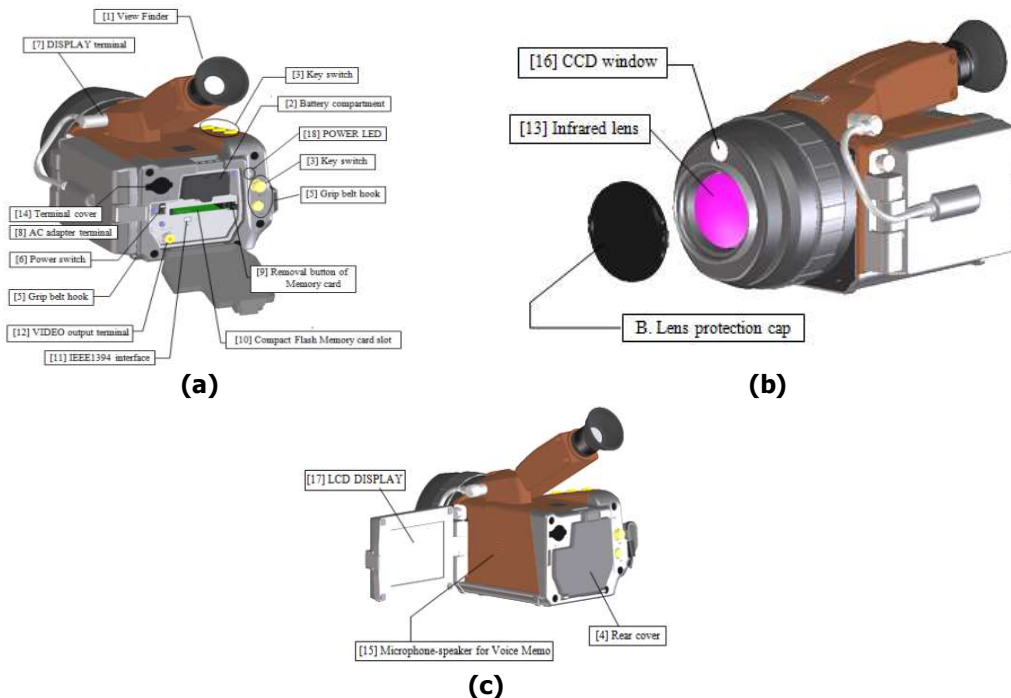 [1] View Finder
[7] DISPLAY terminal
[3] Key switch
[2] Battery compartment
[18] POWER LED
[3] Key switch
[5] Grip belt hook
[14] Terminal cover
[8] AC adapter terminal
[6] Power switch
[9] Removal button of
Memory card
[5] Grip belt hook
[12] VIDEO output terminal
[10] Compact Flash Memory card slot
[11] IEEE1394 interface
(a)
[16] CCD window
[13] Infrared lens
B. Lens protection cap
(b)
[17] LCD DISPLAY
[4] Rear cover
[15] Microphone-speaker for Voice Memo
(c)